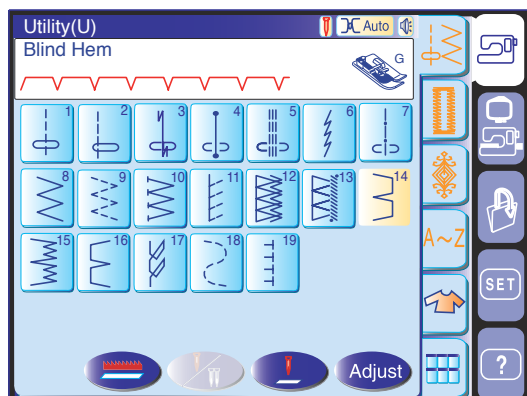 Utility(U) Auto
Blind Hem
G
1 2 3 4 5 6 7
8 9 10 11 12 13 14
A~Z
15 16 17 18 19
SET
Adjust
?